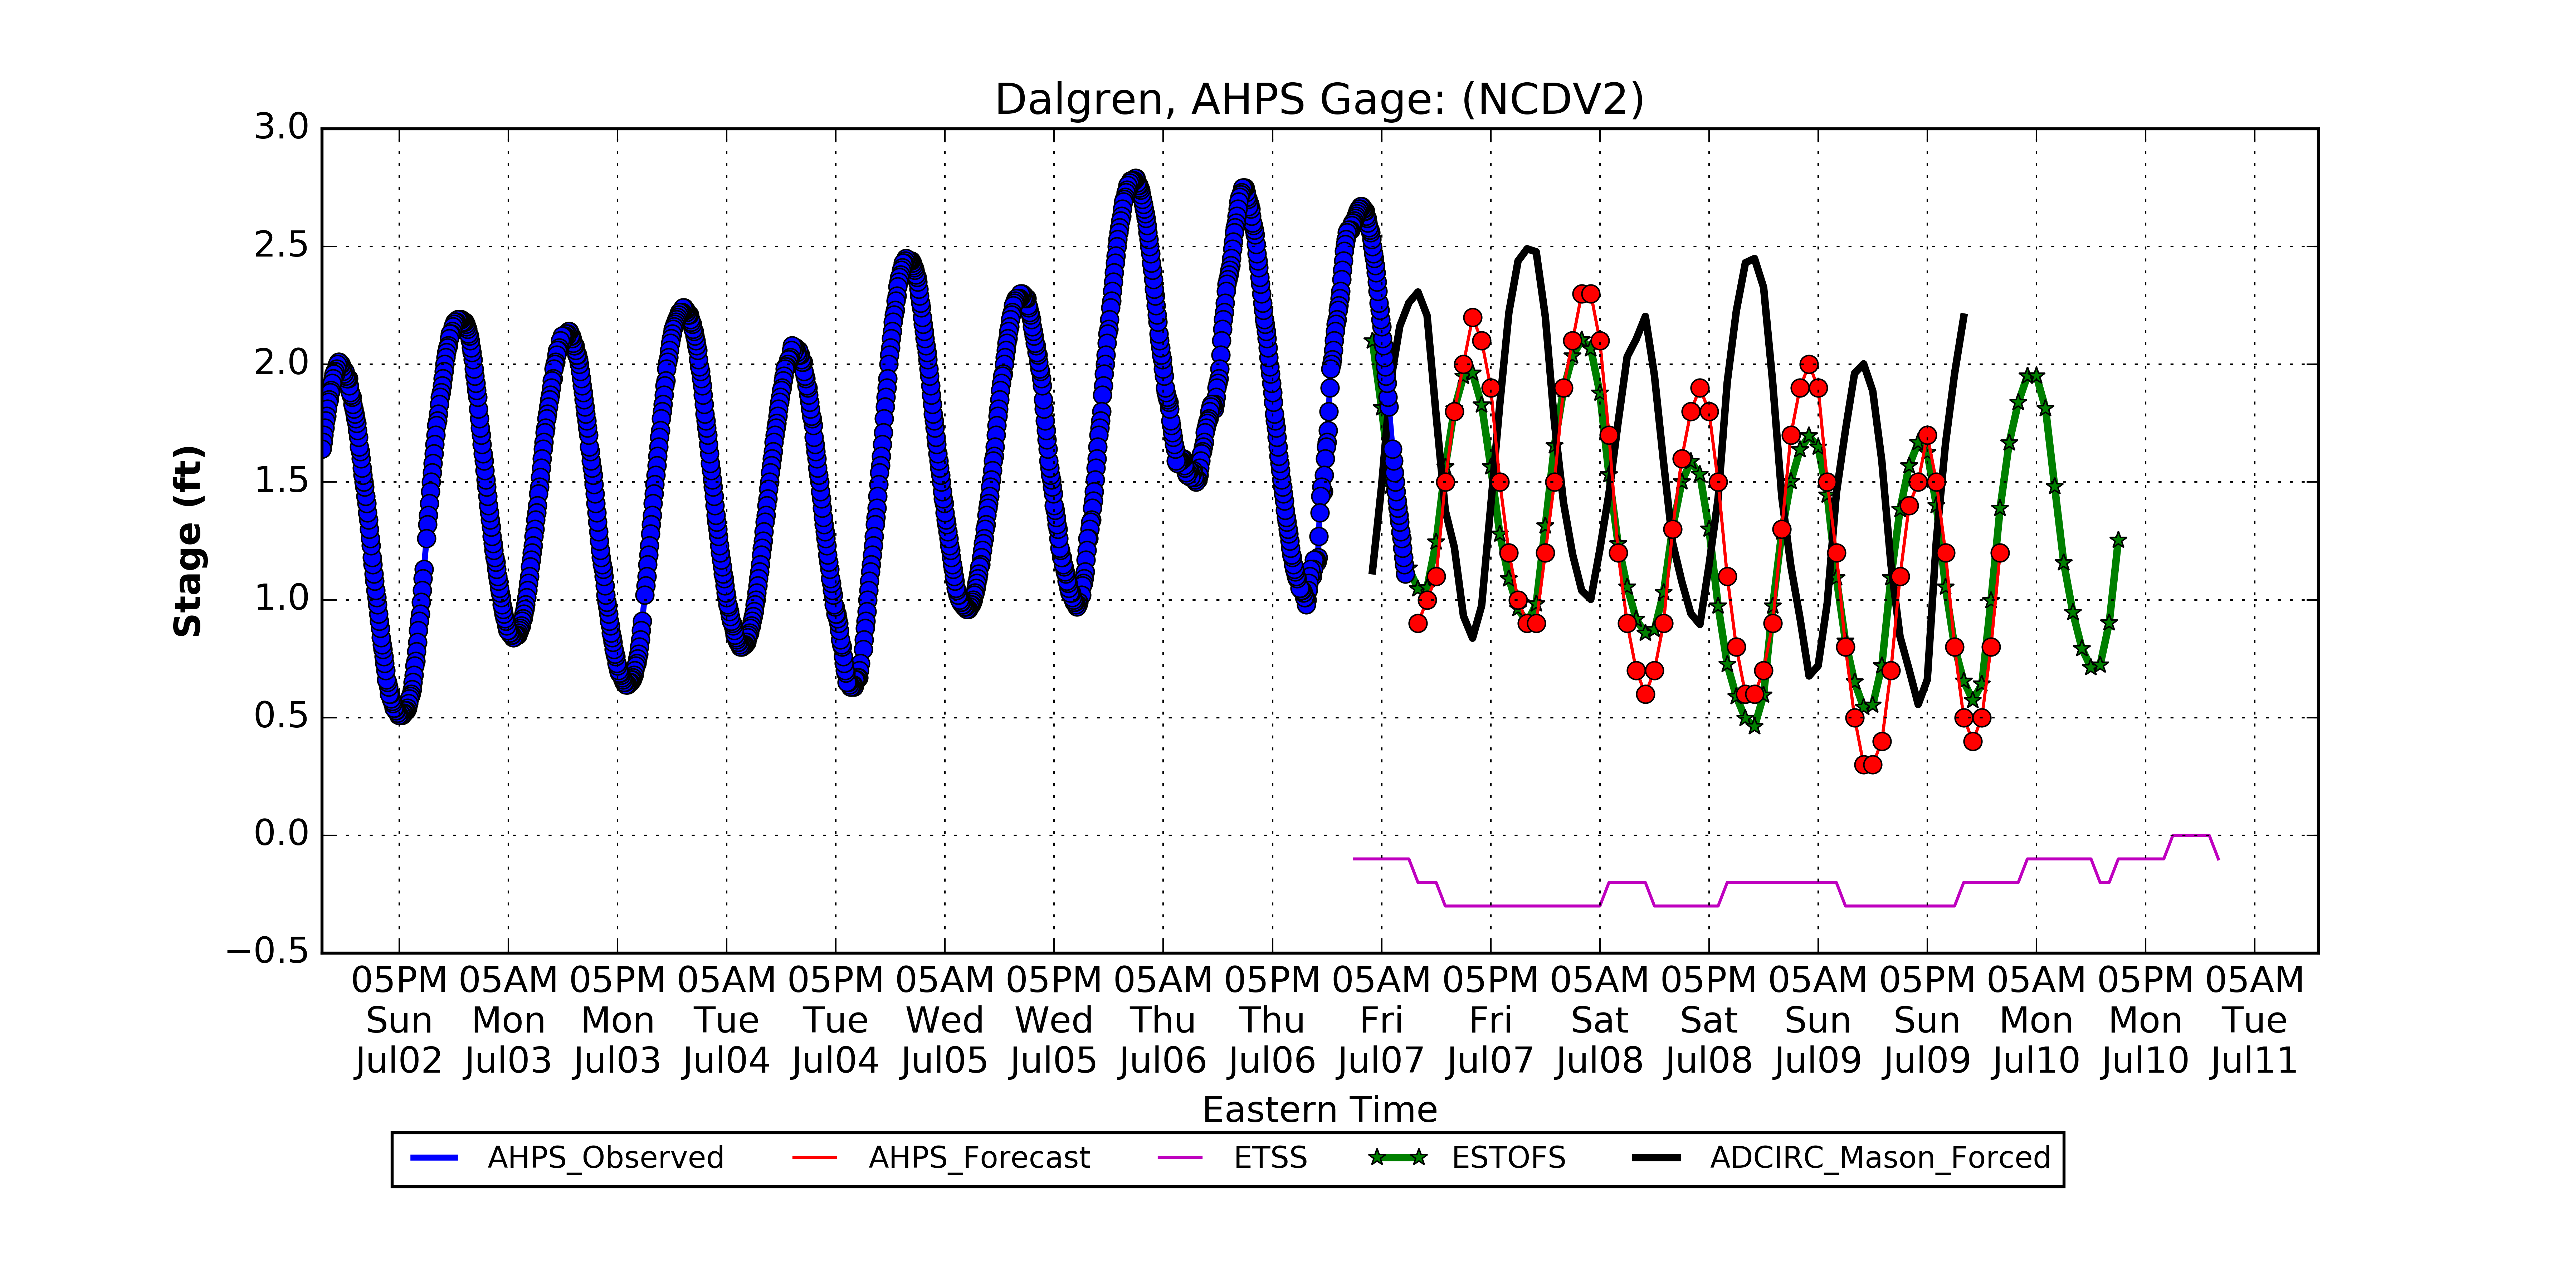 Dalgren, AHPS Gage: (NCDV2)
3.0
2.5
2.0
1.5
1.0
0.5
0.0
−0.5
Stage (ft)
05PM 05AM 05PM 05AM 05PM 05AM 05PM 05AM 05PM 05AM 05PM 05AM 05PM 05AM 05PM 05AM 05PM 05AM
Sun Mon Mon Tue Tue Wed Wed Thu Thu Fri Fri Sat Sat Sun Sun Mon Mon Tue
Jul02 Jul03 Jul03 Jul04 Jul04 Jul05 Jul05 Jul06 Jul06 Jul07 Jul07 Jul08 Jul08 Jul09 Jul09 Jul10 Jul10 Jul11
Eastern Time
AHPS_Observed AHPS_Forecast ETSS ESTOFS ADCIRC_Mason_Forced